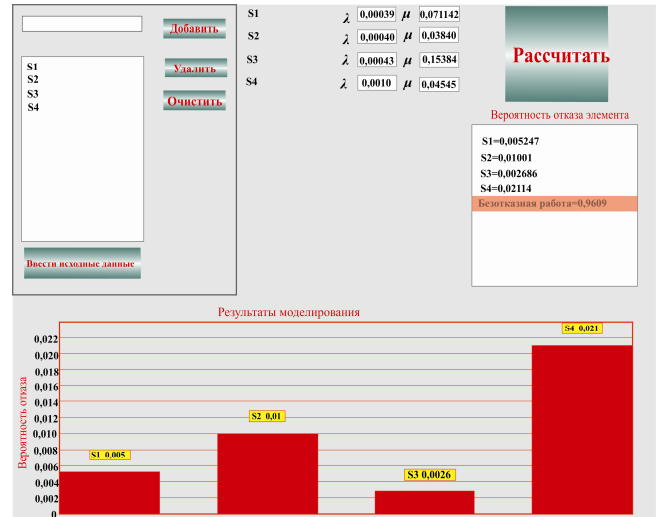 Добавить
Удалить
Очистить
S1
S2
S3
S4
Ввести исходные данные
S1 λ 0,00039 μ 0,071142
S2 λ 0,00040 μ 0,03840
S3 λ 0,00043 μ 0,15384
S4 λ 0,0010 μ 0,04545
Рассчитать
Вероятность отказа элемента
S1=0,005247
S2=0,01001
S3=0,002686
S4=0,02114
Безотказная работа=0,9609
Результаты моделирования
Вероятность отказа
0,022
0,020
0,018
0,016
0,014
0,012
0,010
0,008
0,006
0,004
0,002
0
S1 0,005
S2 0,01
S3 0,0026
S4 0,021